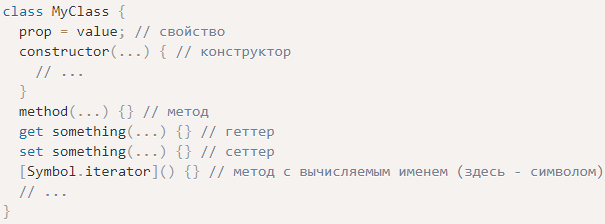 class MyClass {
  prop = value; // свойство
  constructor(...) { // конструктор
    // ...
  }
  method(...) {} // метод
  get something(...) {} // геттер
  set something(...) {} // сеттер
  [Symbol.iterator]() {} // метод с вычисляемым именем (здесь - символом)
  // ...
}